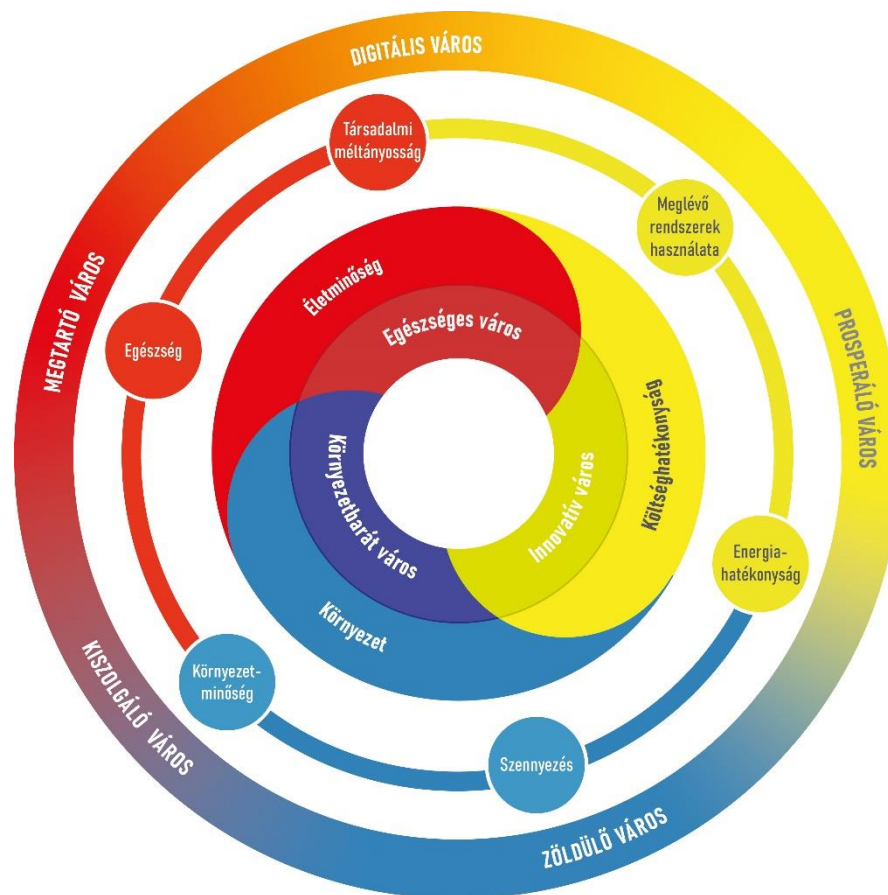 DIGITÁLIS VÁROS
Társadalmi
méltányosság
Meglévő
rendszerek
használata
MEGTARTÓ VÁROS
Életminőség
Egészséges város
PROSPERÁLÓ VÁROS
Egészség
Költséghatékonyság
Környezetbarát város
Innovatív város
Energia-
hatékonyság
Környezet
Környezet-
minőség
KISZOLGÁLÓ VÁROS
Szennyezés
ZÖLDÜLŐ VÁROS